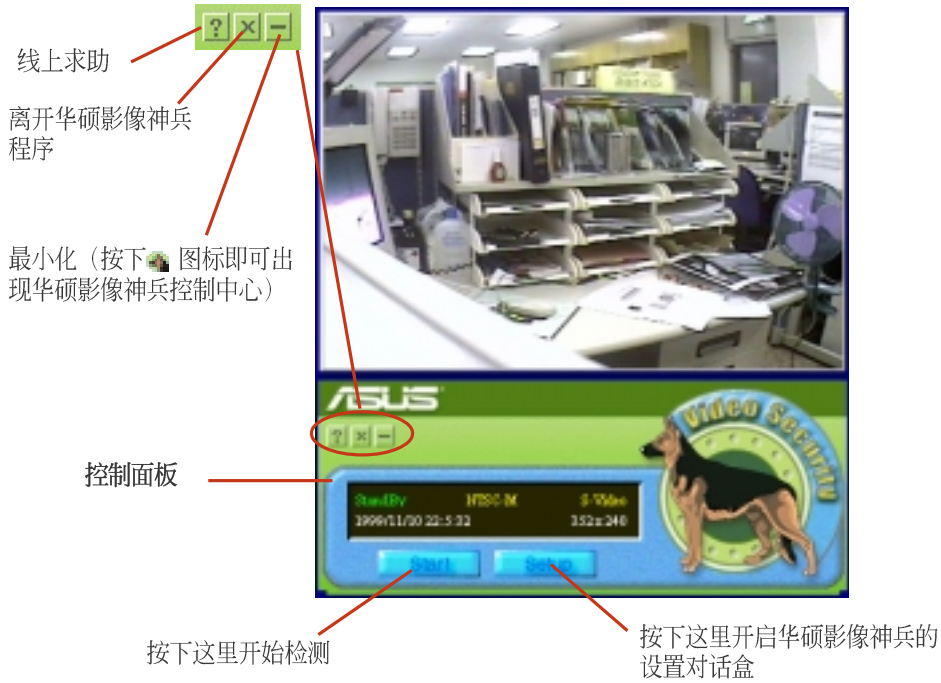 ? × −
线上求助
离开华硕影像神兵
程序
最小化（按下 图标即可出
现华硕影像神兵控制中心）
ASUS
Video Security
? × −
控制面板
StandBy NTSC-M S-Video
1999/11/10 22:5:32 352x240
Start Setup
按下这里开始检测
按下这里开启华硕影像神兵的
设置对话盒